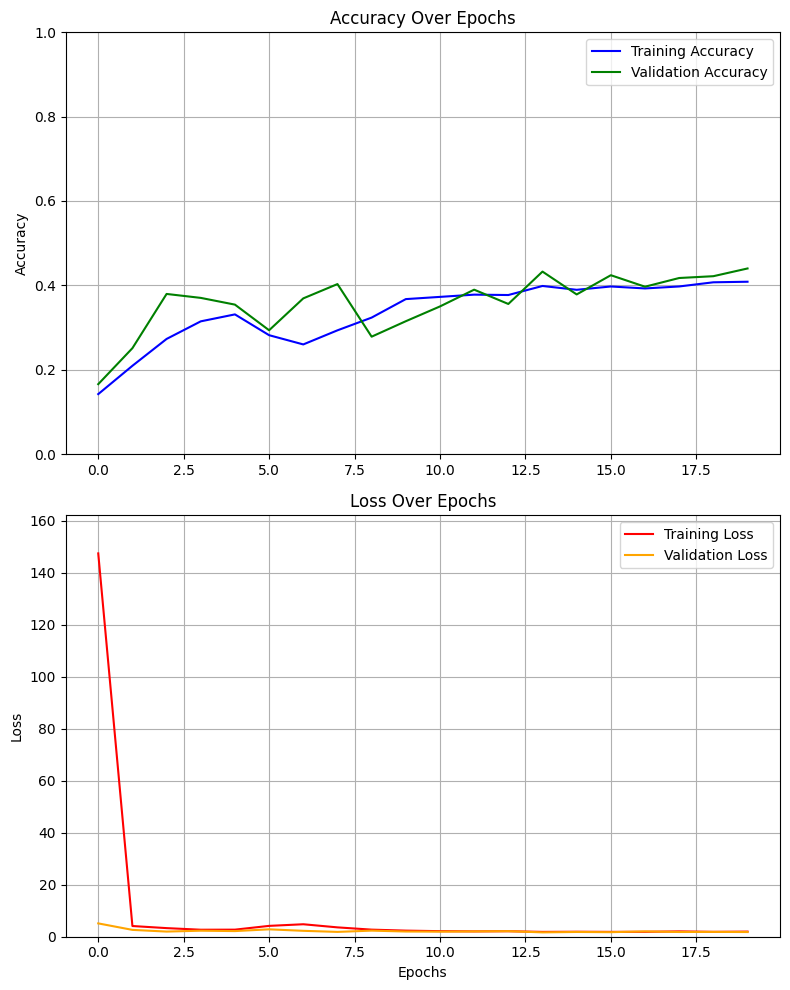 Accuracy Over Epochs
1.0
0.8
0.6
0.4
0.2
0.0
Accuracy
Training Accuracy
Validation Accuracy
0.0 2.5 5.0 7.5 10.0 12.5 15.0 17.5
Loss Over Epochs
160
140
120
100
80
60
40
20
0
Loss
Training Loss
Validation Loss
0.0 2.5 5.0 7.5 10.0 12.5 15.0 17.5
Epochs